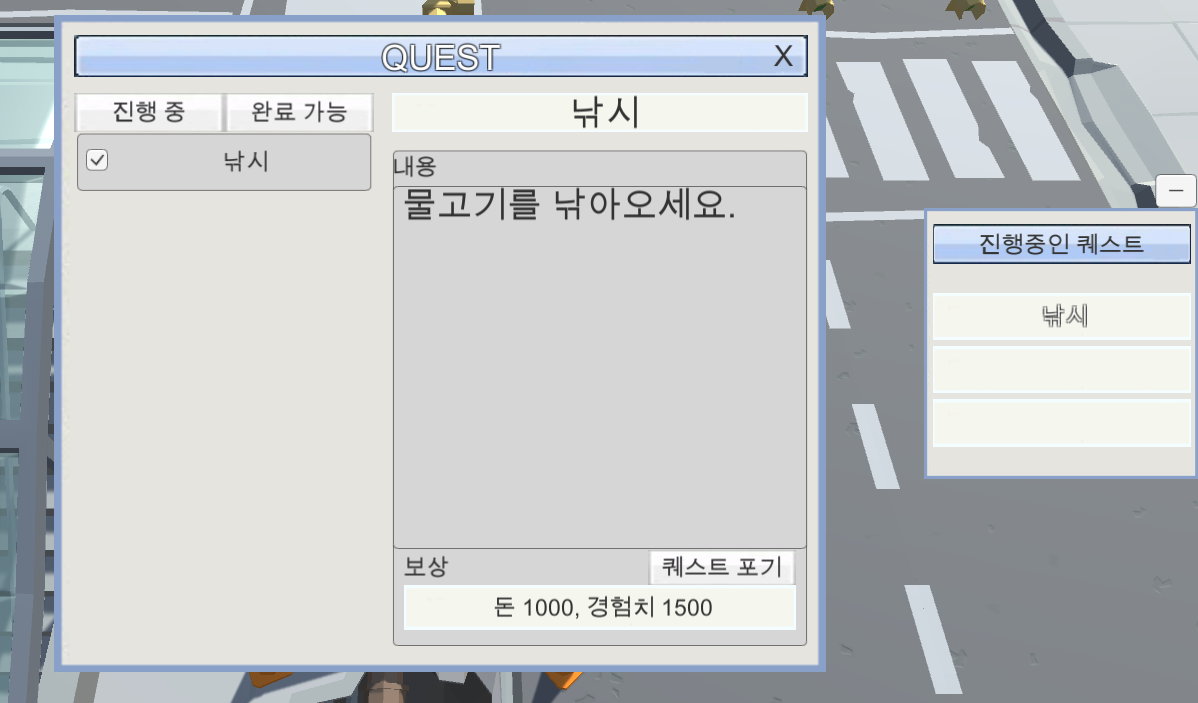 QUEST X
진행 중 완료 가능
낚시
낚시
내용
물고기를 낚아오세요.
보상
퀘스트 포기
돈 1000, 경험치 1500
진행중인 퀘스트
낚시